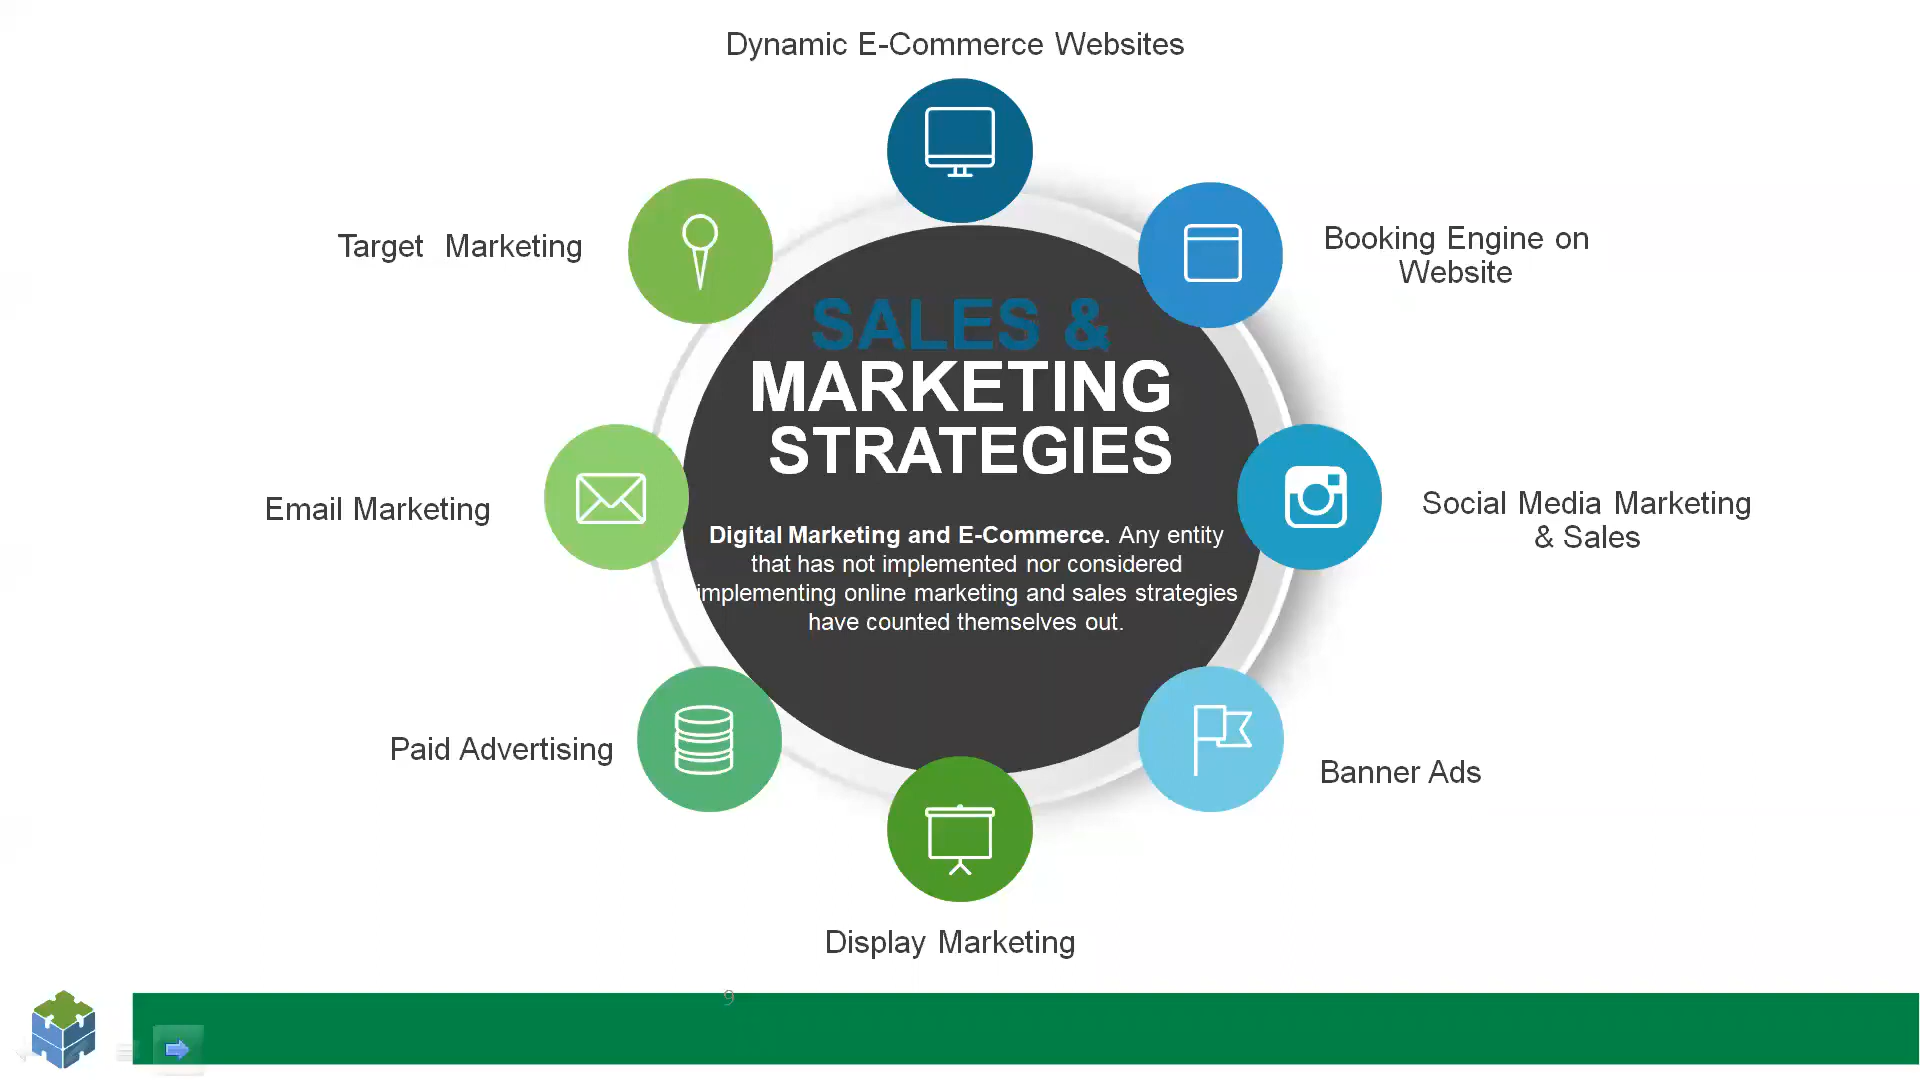 Dynamic E-Commerce Websites
Target Marketing
Booking Engine on
Website
SALES &
MARKETING
STRATEGIES
Email Marketing
Social Media Marketing
& Sales
Digital Marketing and E-Commerce. Any entity
that has not implemented nor considered
implementing online marketing and sales strategies
have counted themselves out.
Paid Advertising
Banner Ads
Display Marketing
9